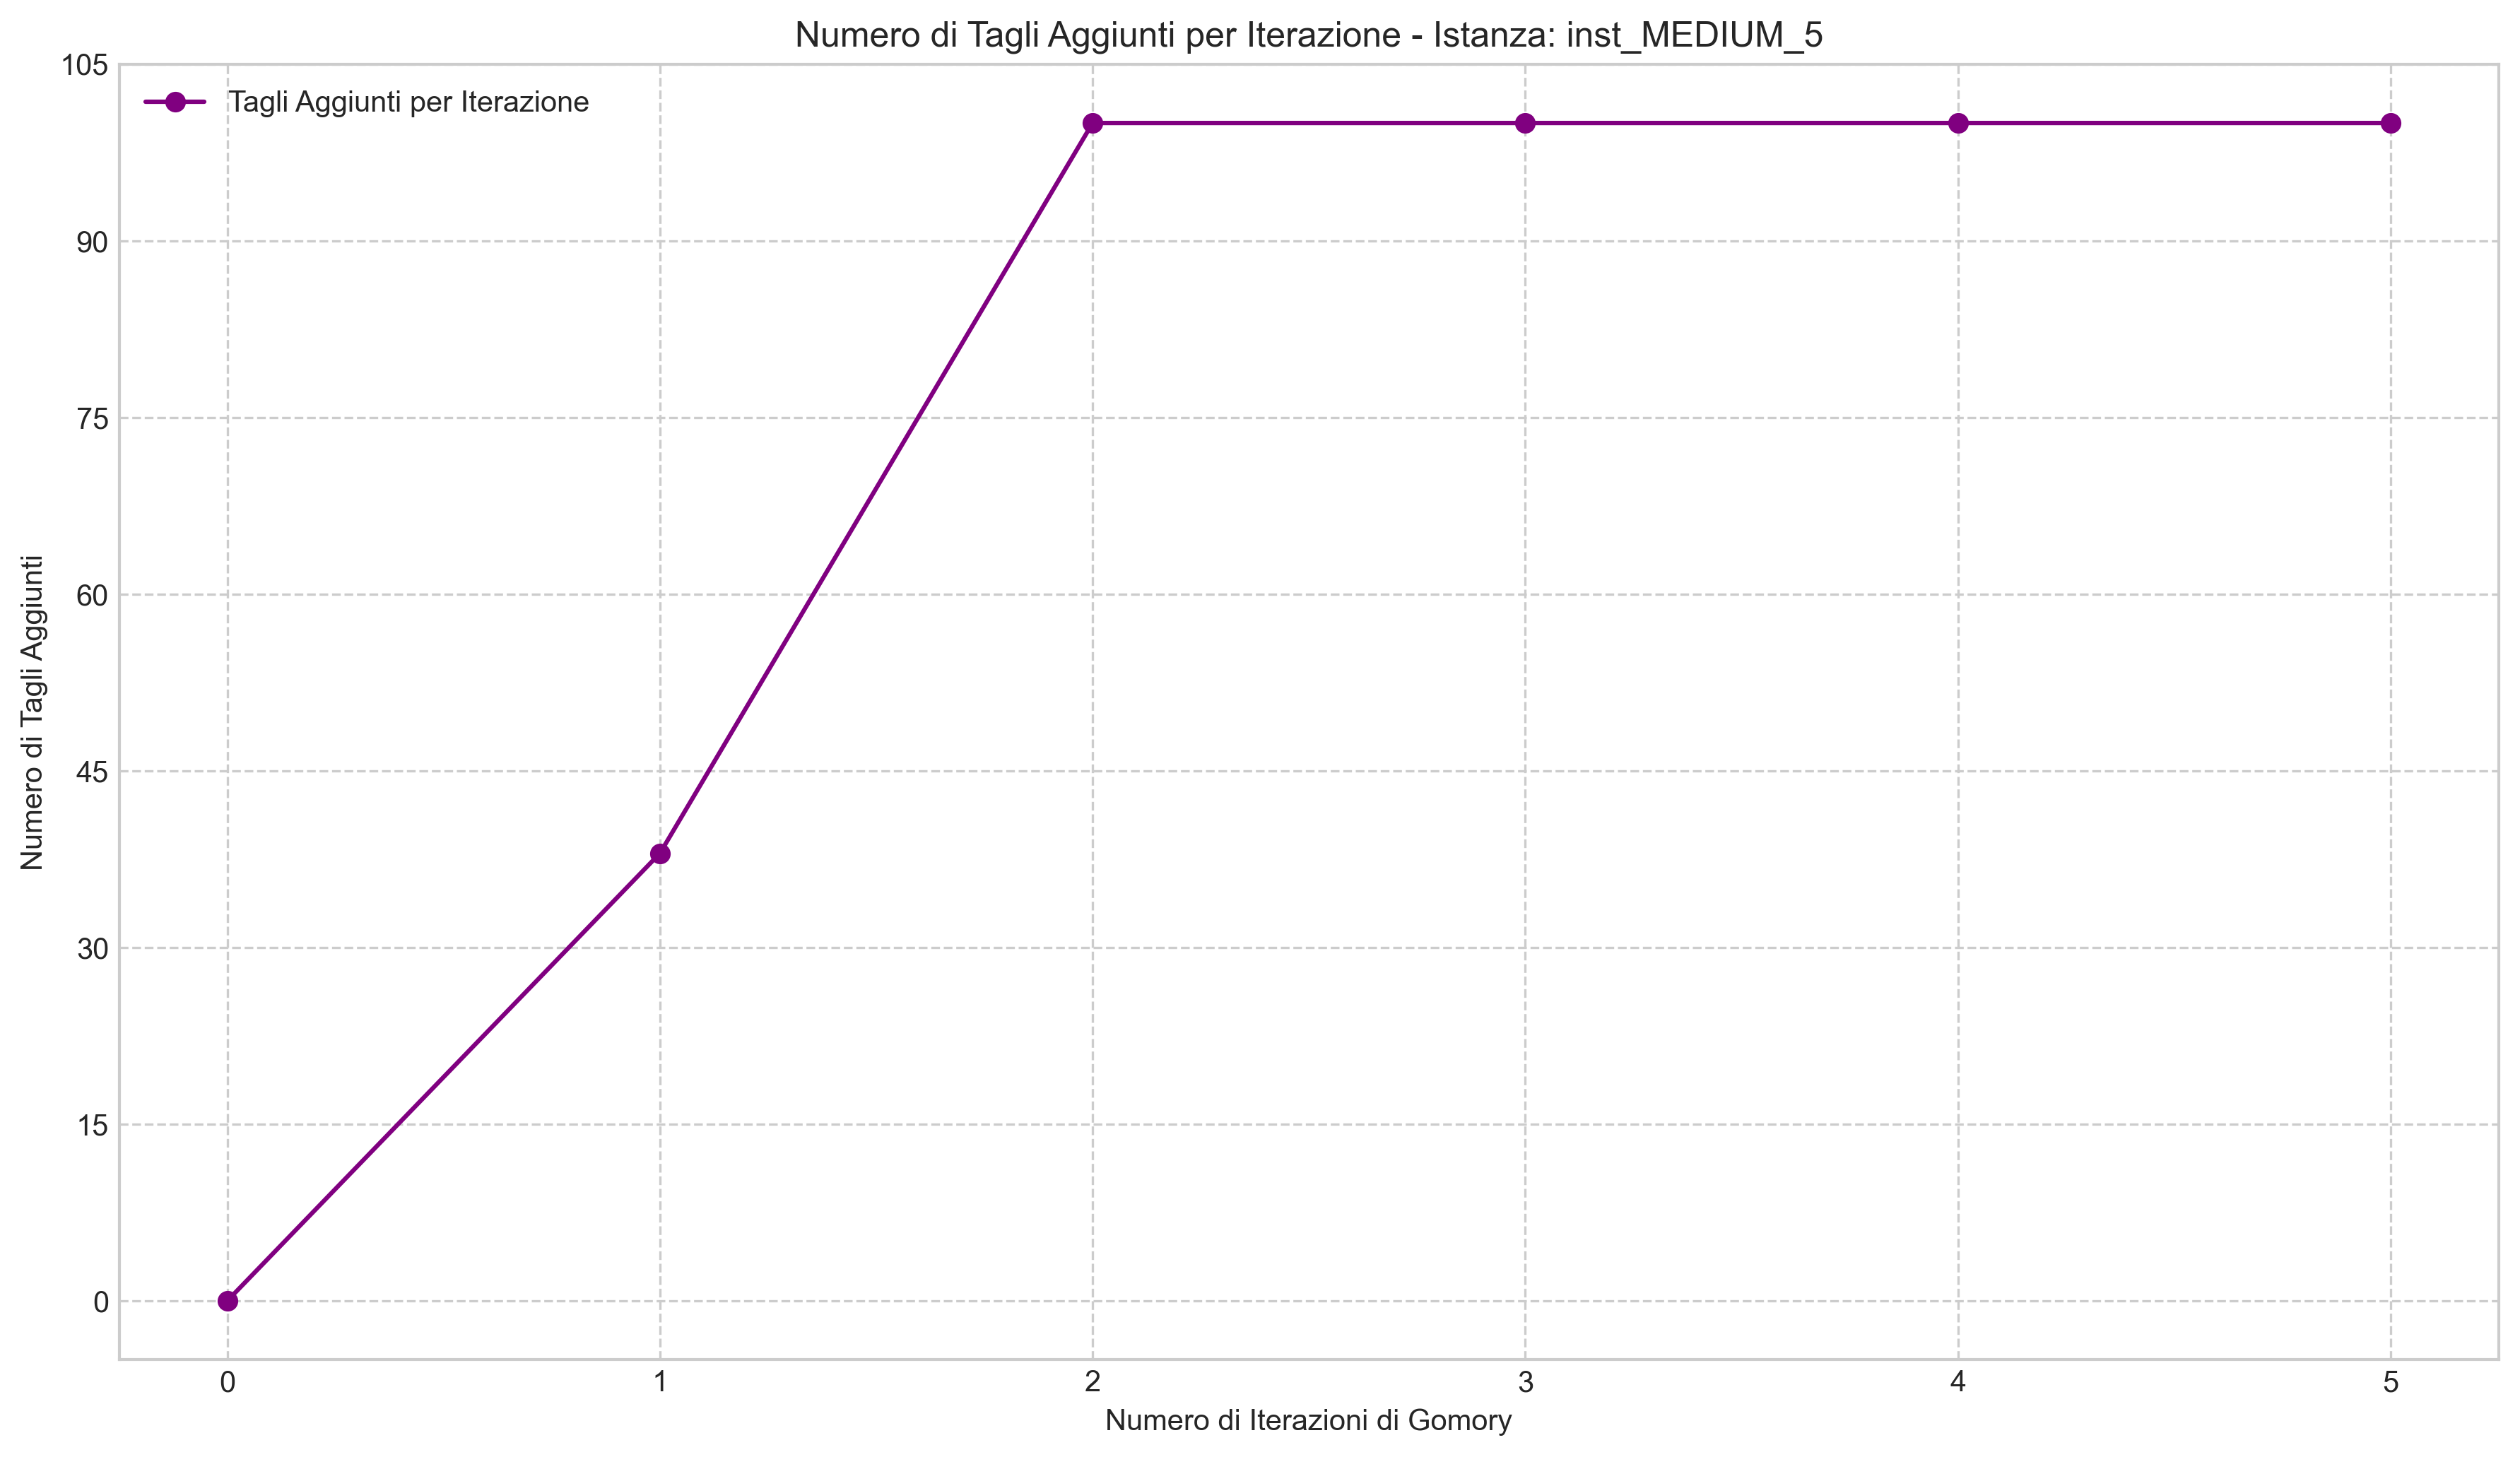 Numero di Tagli Aggiunti per Iterazione - Istanza: inst_MEDIUM_5
Tagli Aggiunti per Iterazione
105
90
75
60
45
30
15
0
Numero di Tagli Aggiunti
0 1 2 3 4 5
Numero di Iterazioni di Gomory